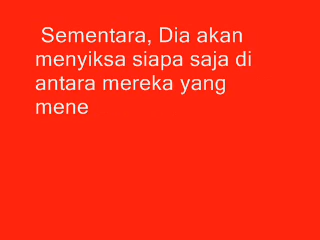 Sementara, Dia akan
menyiksa siapa saja di
antara mereka yang
mene